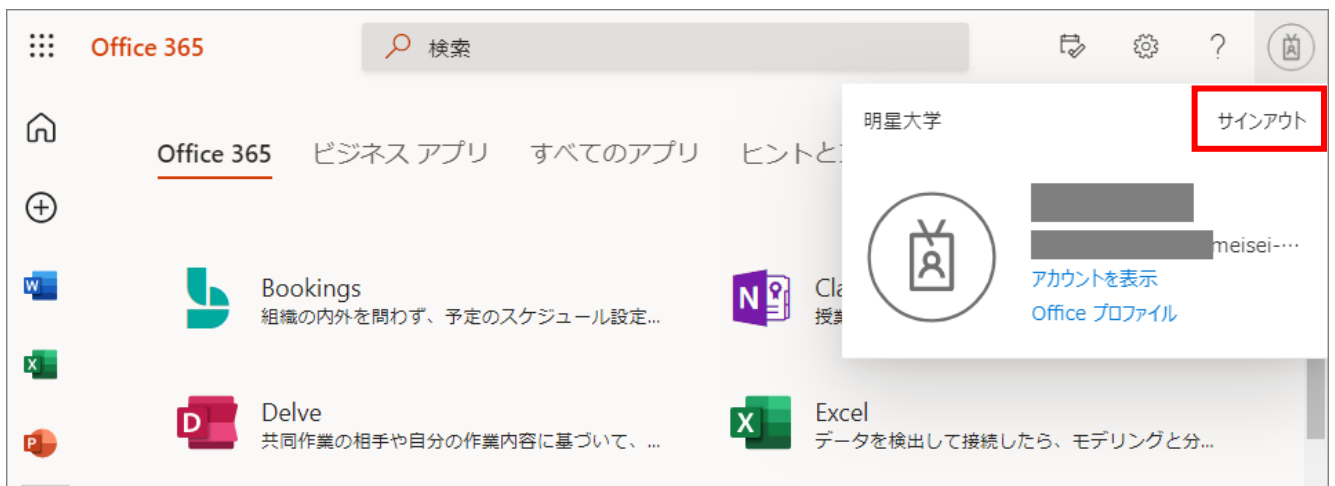 Office 365
検索
?
明星大学
サインアウト
Office 365 ビジネス アプリ すべてのアプリ ヒントと
meisei-…
アカウントを表示
Office プロファイル
Bookings
組織の内外を問わず、予定のスケジュール設定...
N
Cla
授業
W
X
D
Delve
共同作業の相手や自分の作業内容に基づいて、...
X
Excel
データを検出して接続したら、モデリングと分...
P